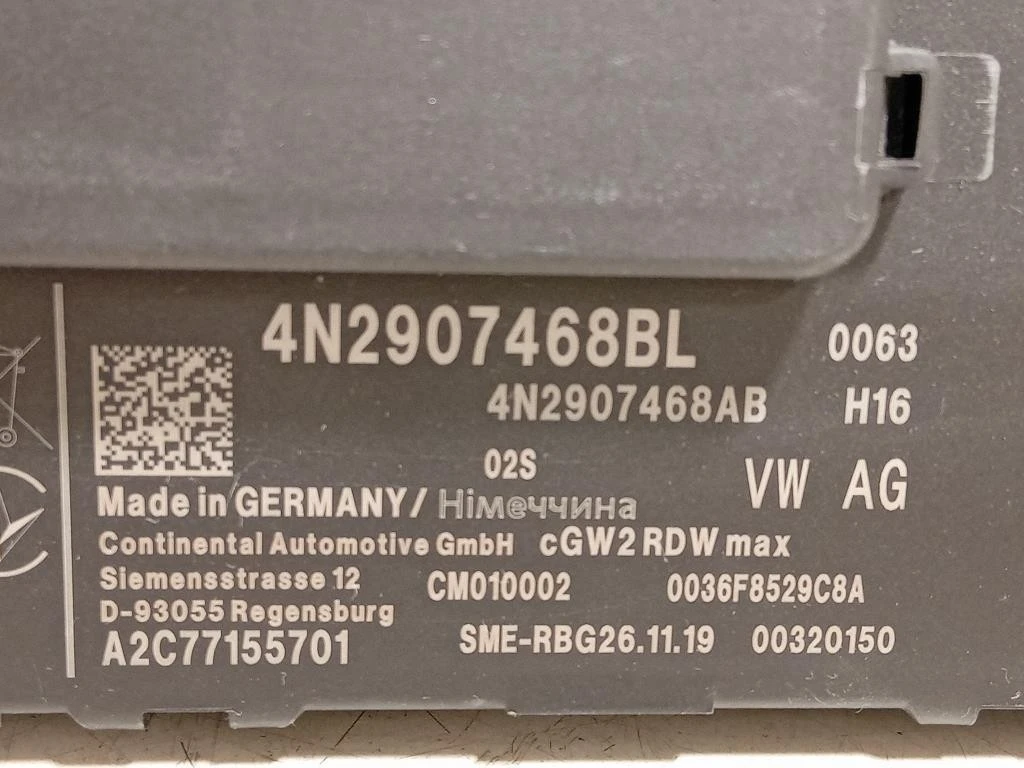 4N2907468BL 0063
4N2907468AB H16
02S VW AG
Made in GERMANY/ Німеччина
Continental Automotive GmbH cGW2 RDW max
Siemensstrasse 12 CM010002 0036F8529C8A
D-93055 Regensburg
A2C77155701 SME-RBG26.11.19 00320150